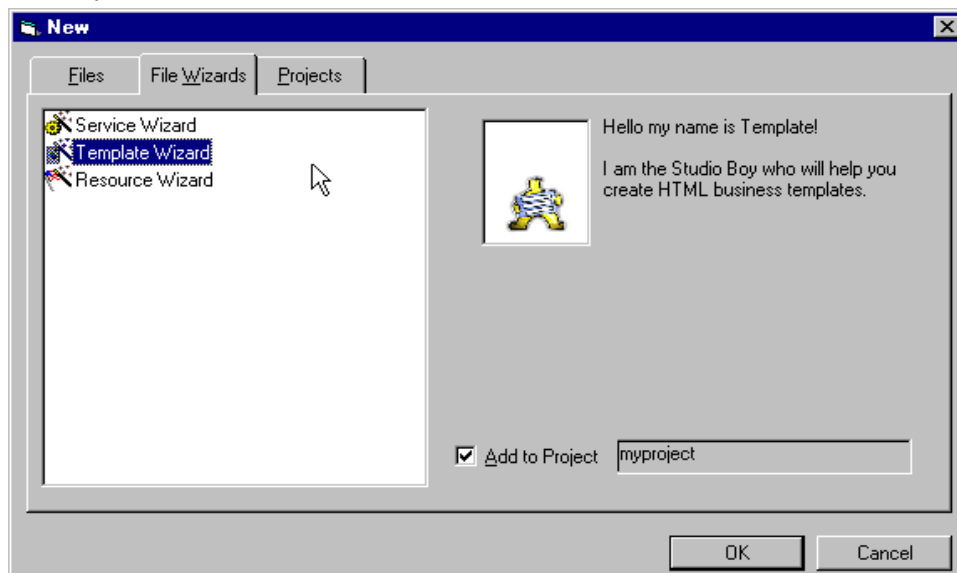 New
Files File Wizards Projects
Service Wizard
Template Wizard
Resource Wizard
Hello my name is Template!
I am the Studio Boy who will help you
create HTML business templates.
Add to Project myproject
OK Cancel